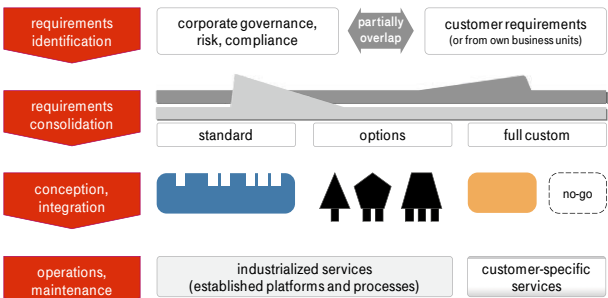 requirements
identification
corporate governance,
risk, compliance
partially
overlap
customer requirements
(or from own business units)
requirements
consolidation
standard
options
full custom
conception,
integration
no-go
operations,
maintenance
industrialized services
(established platforms and processes)
customer-specific
services